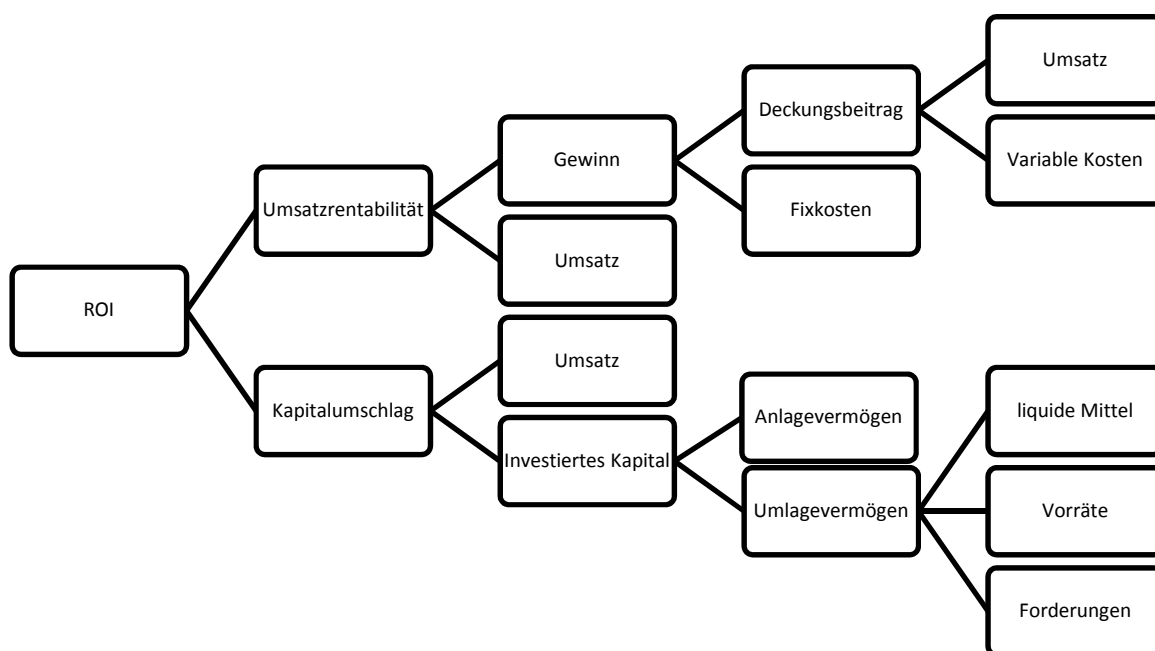 ROI
Umsatzrentabilität
Kapitalumschlag
Gewinn
Umsatz
Umsatz
Investiertes Kapital
Deckungsbeitrag
Fixkosten
Anlagevermögen
Umlagevermögen
Umsatz
Variable Kosten
liquide Mittel
Vorräte
Forderungen